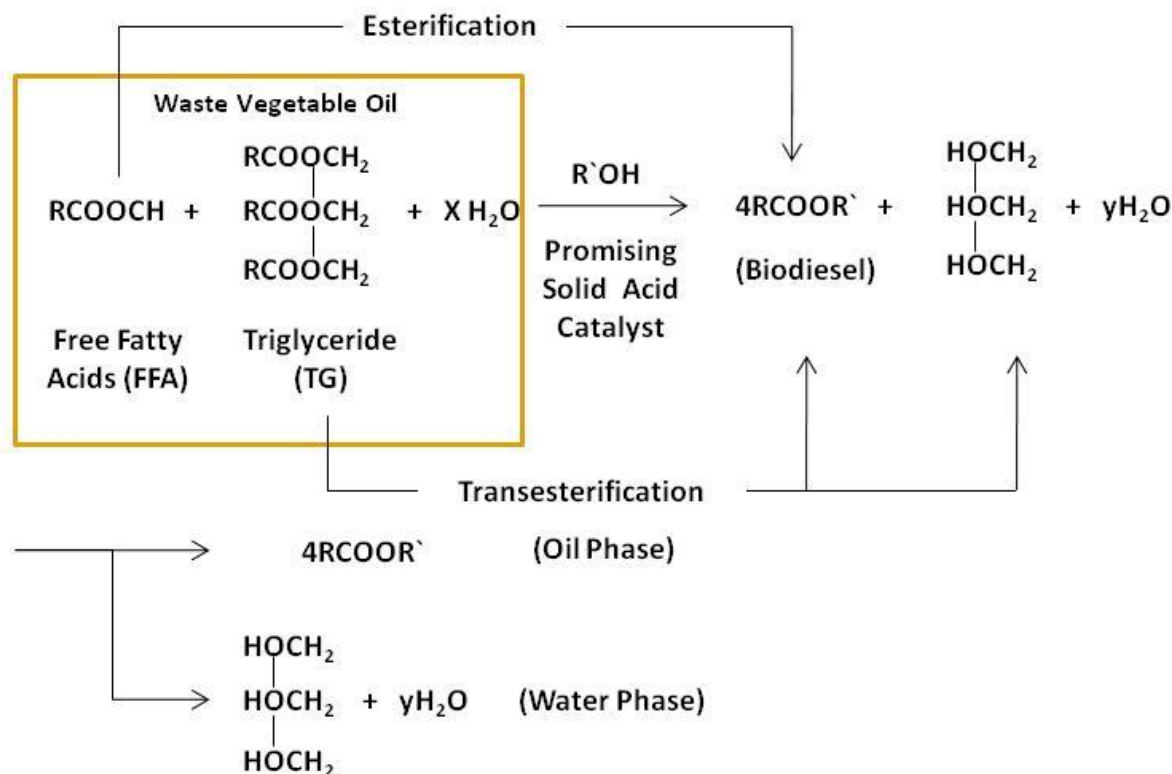 Esterification
Waste Vegetable Oil
RCOOCH₂
RCOOCH + RCOOCH₂ + X H₂O
RCOOCH₂
Free Fatty
Acids (FFA)
Triglyceride
(TG)
R`OH
Promising
Solid Acid
Catalyst
4RCOOR` + HOCH₂ + yH₂O
(Biodiesel)
HOCH₂
HOCH₂
Transesterification
4RCOOR` (Oil Phase)
HOCH₂
HOCH₂ + yH₂O (Water Phase)
HOCH₂